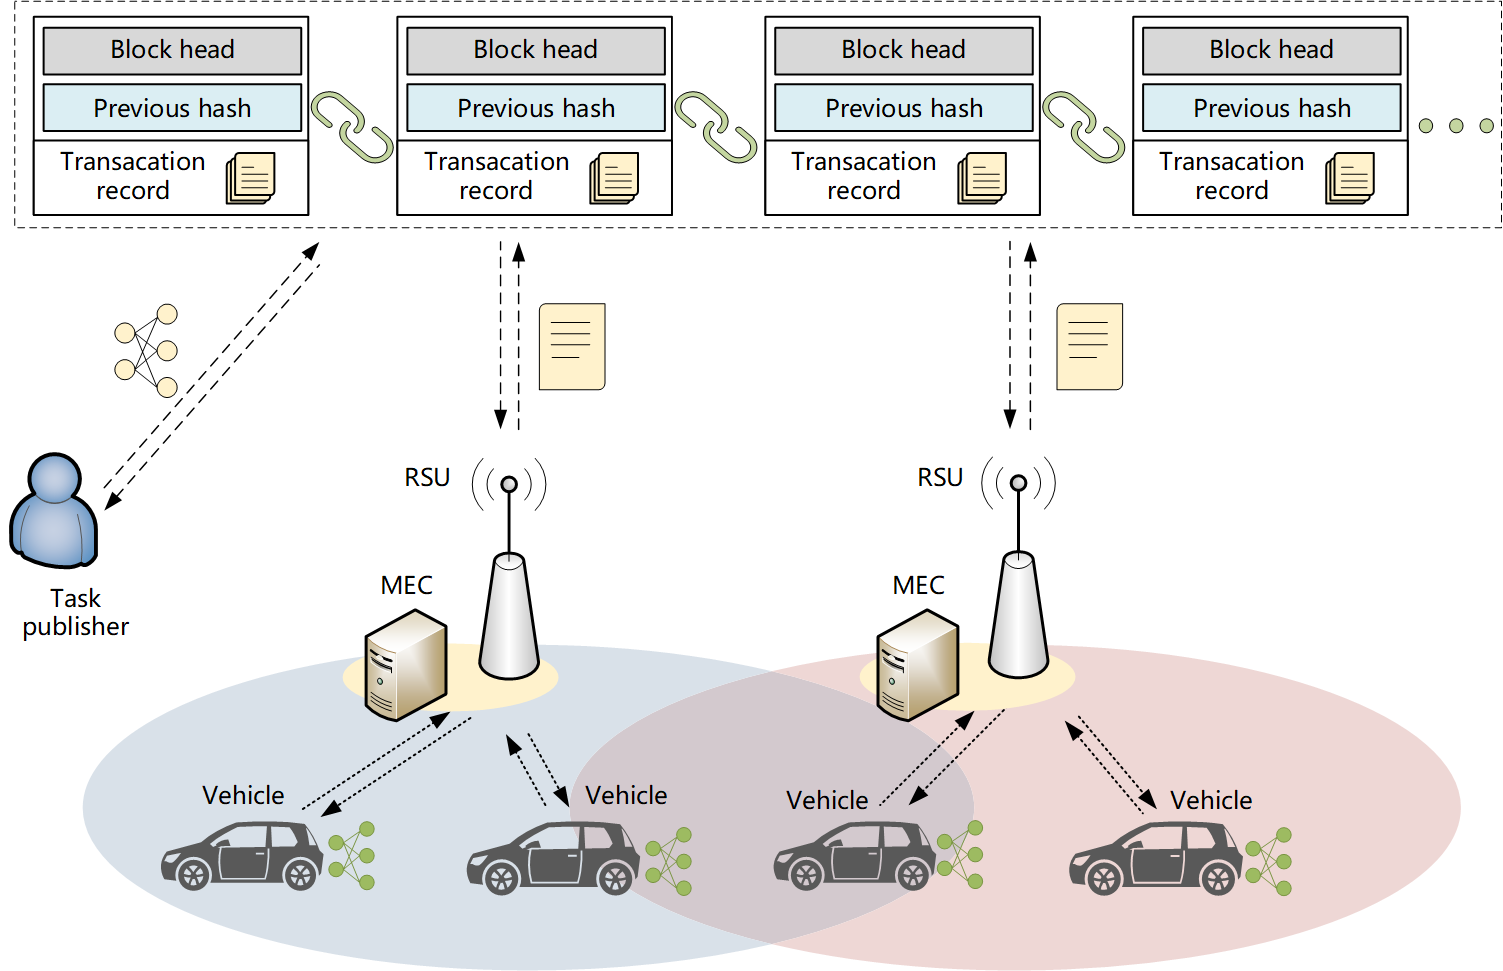 Block head
Previous hash
Transacation
record
Block head
Previous hash
Transacation
record
Block head
Previous hash
Transacation
record
Block head
Previous hash
Transacation
record
RSU
RSU
MEC
MEC
Task
publisher
Vehicle
Vehicle
Vehicle
Vehicle